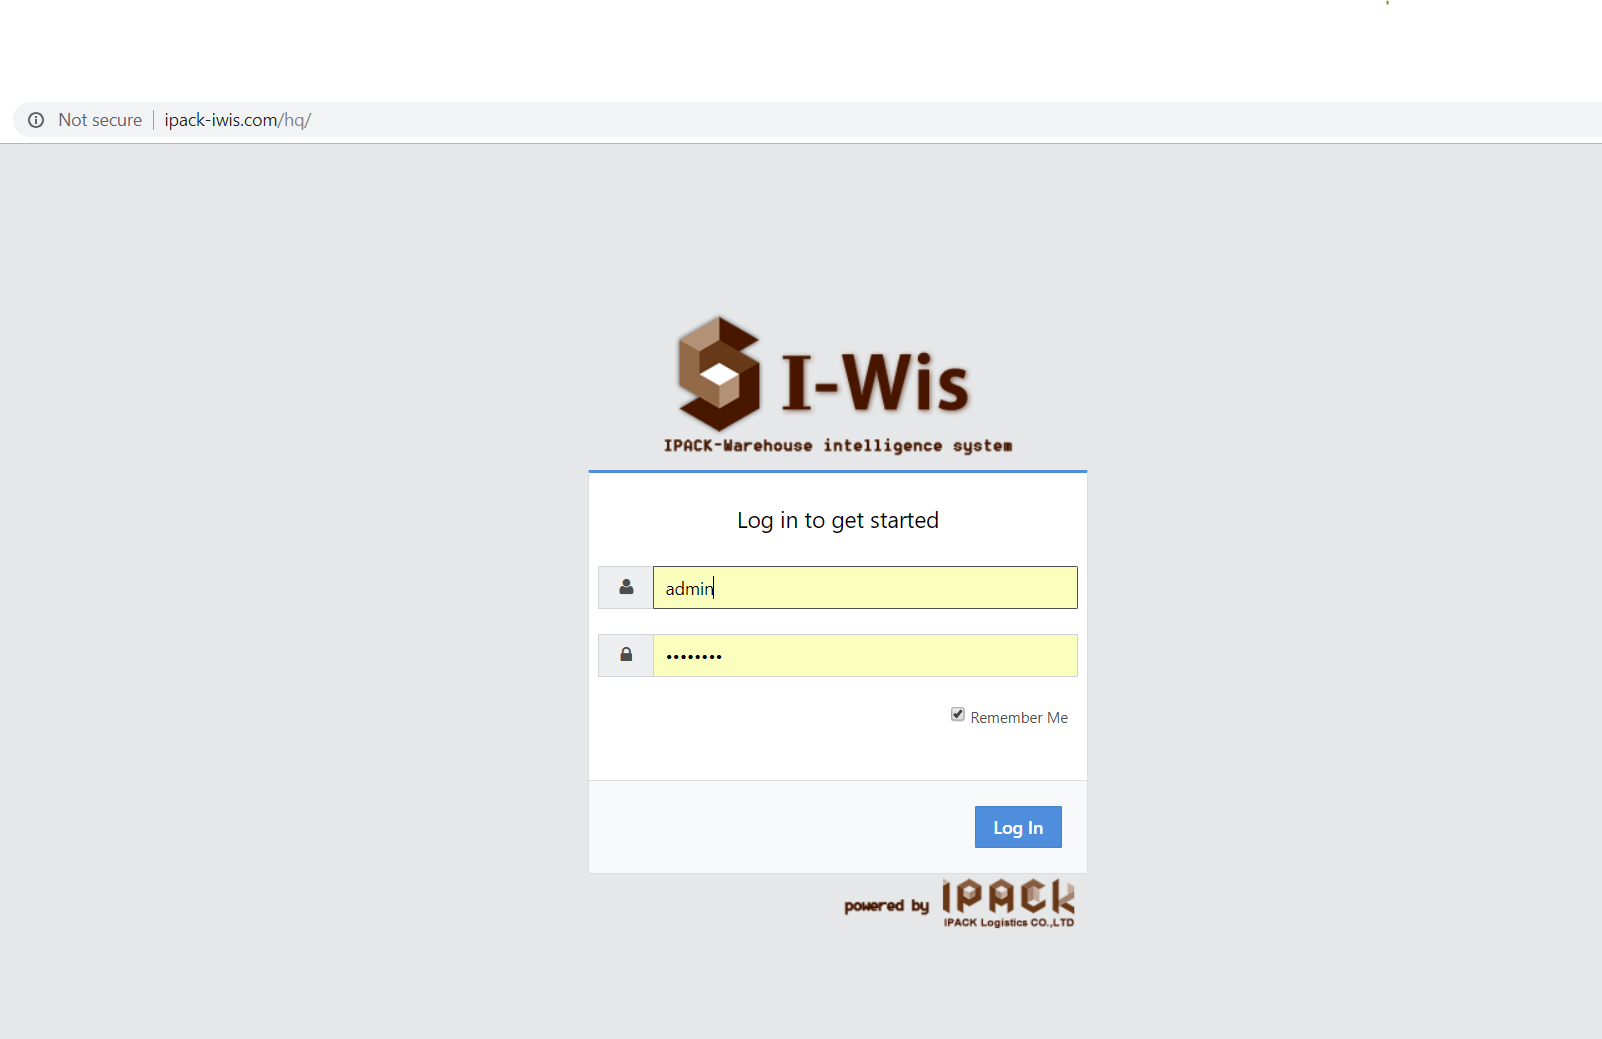 Not secure ipack-iwis.com/hq/
I-Wis
IPACK-Warehouse intelligence system
Log in to get started
admin
••••••••
Remember Me
Log In
powered by IPACK
IPACK Logistics CO.,LTD